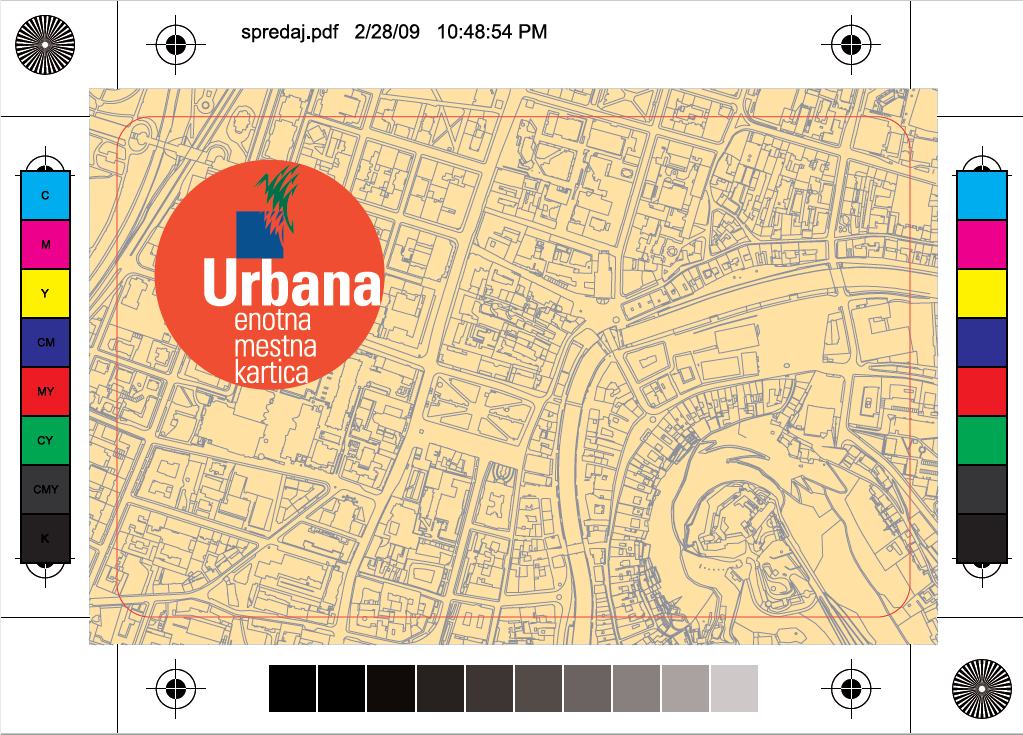 spredaj.pdf 2/28/09 10:48:54 PM
C
M
Y
CM
MY
CY
CMY
K
Urbana
enotna
mestna
kartica